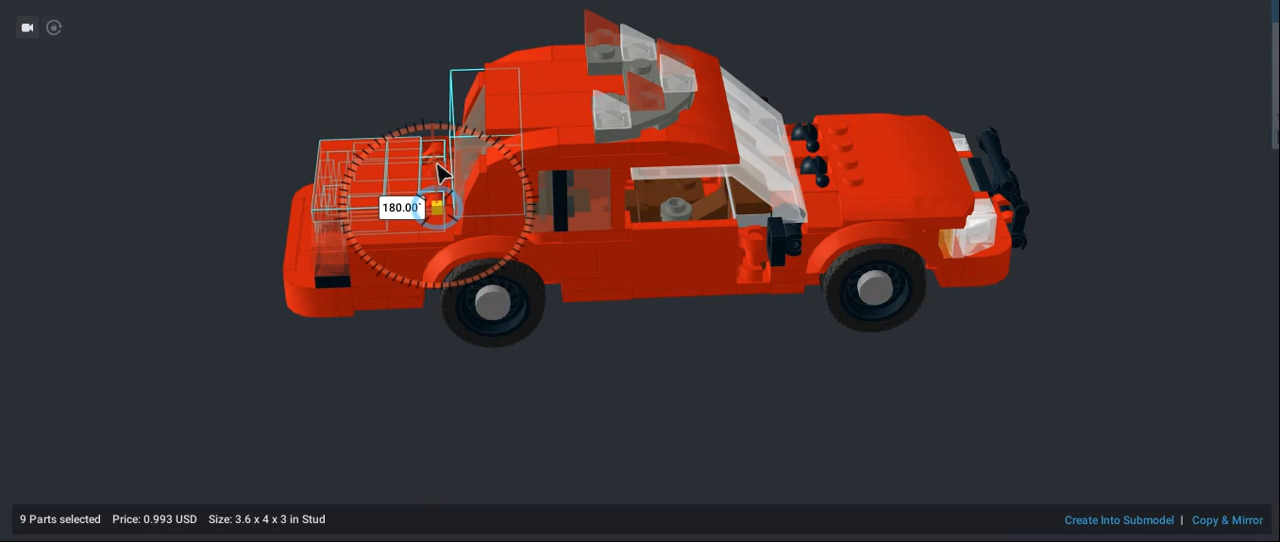 180.00°
9 Parts selected Price: 0.993 USD Size: 3.6 x 4 x 3 in Stud
Create Into Submodel | Copy & Mirror